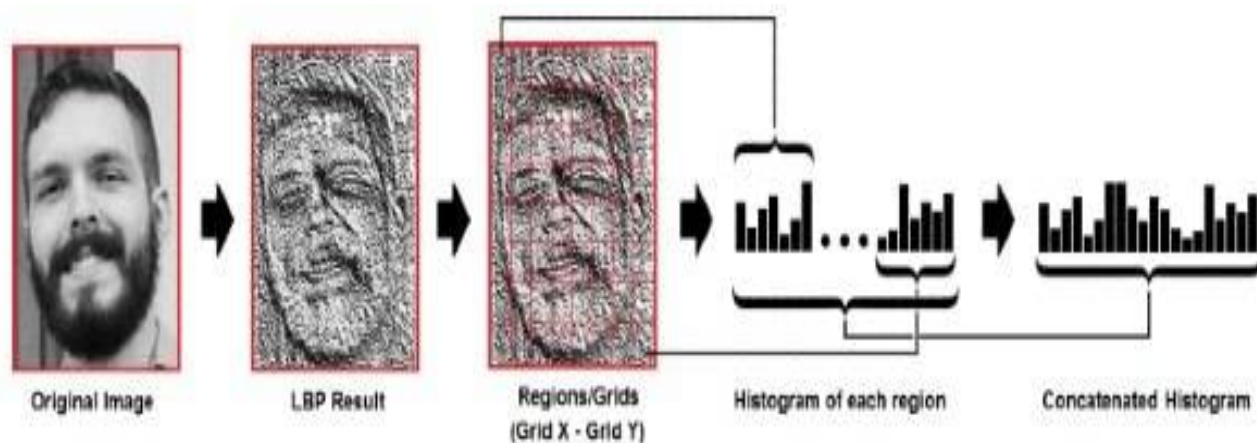 Original Image
LBP Result
Regions/Grids
(Grid X - Grid Y)
Histogram of each region
Concatenated Histogram